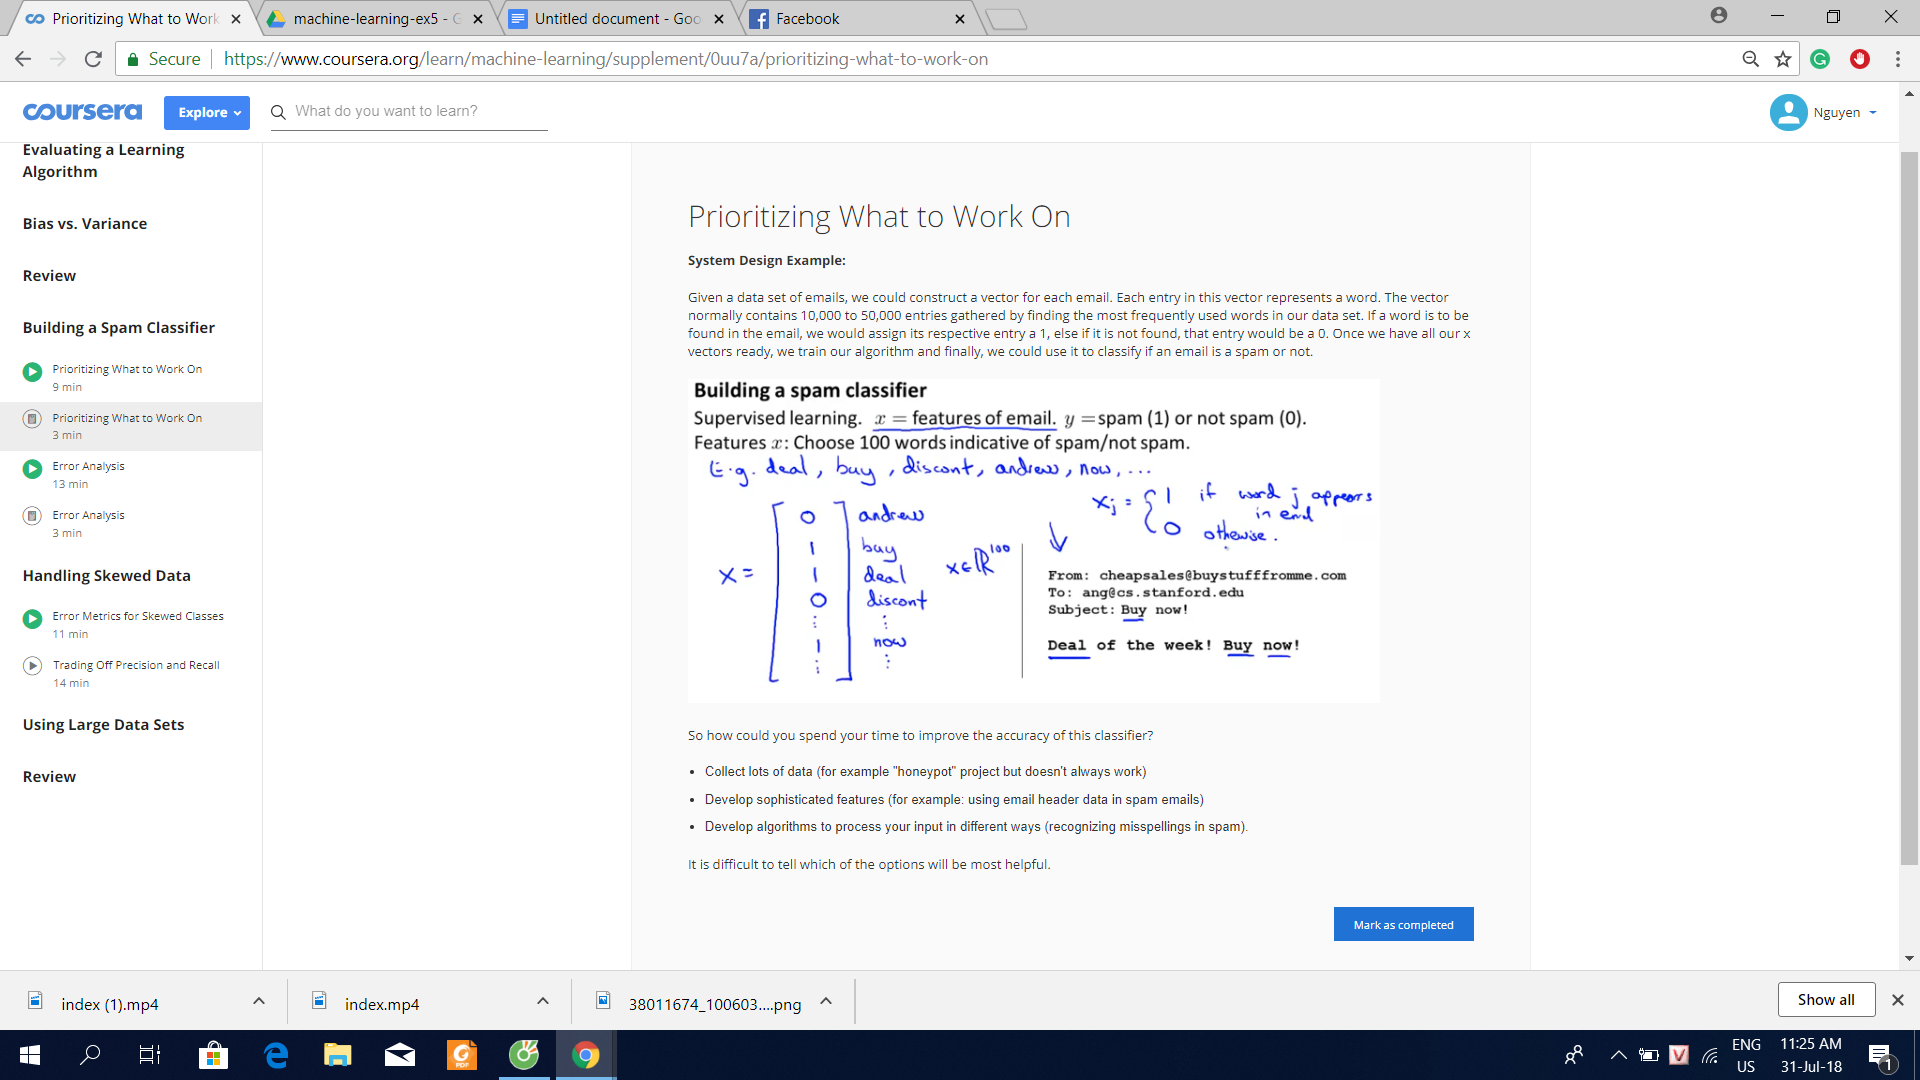 Prioritizing What to Work
machine-learning-ex5 - G
Untitled document - Goo
Facebook
Secure
https://www.coursera.org/learn/machine-learning/supplement/0uu7a/prioritizing-what-to-work-on
coursera
Explore
What do you want to learn?
Nguyen
Evaluating a Learning
Algorithm
Bias vs. Variance
Review
Building a Spam Classifier
Prioritizing What to Work On
9 min
Prioritizing What to Work On
3 min
Error Analysis
13 min
Error Analysis
3 min
Handling Skewed Data
Error Metrics for Skewed Classes
11 min
Trading Off Precision and Recall
14 min
Using Large Data Sets
Review
Prioritizing What to Work On
System Design Example:
Given a data set of emails, we could construct a vector for each email. Each entry in this vector represents a word. The vector
normally contains 10,000 to 50,000 entries gathered by finding the most frequently used words in our data set. If a word is to be
found in the email, we would assign its respective entry a 1, else if it is not found, that entry would be a 0. Once we have all our x
vectors ready, we train our algorithm and finally, we could use it to classify if an email is a spam or not.
Building a spam classifier
Supervised learning. x = features of email. y = spam (1) or not spam (0).
Features x: Choose 100 words indicative of spam/not spam.
E.g. deal, buy, discont, andrew, now, ...
xj = { 1 if word j appears
in email
0 othewise.
x =
0 andrew
1 buy
1 deal
0 discont
⋮ ⋮
1 now
⋮ ⋮
x ∈ ℝ^100
From: cheapsales@buystufffromme.com
To: ang@cs.stanford.edu
Subject: Buy now!
Deal of the week! Buy now!
So how could you spend your time to improve the accuracy of this classifier?
• Collect lots of data (for example "honeypot" project but doesn't always work)
• Develop sophisticated features (for example: using email header data in spam emails)
• Develop algorithms to process your input in different ways (recognizing misspellings in spam).
It is difficult to tell which of the options will be most helpful.
Mark as completed
index (1).mp4
index.mp4
38011674_100603....png
Show all
ENG
US
11:25 AM
31-Jul-18
1